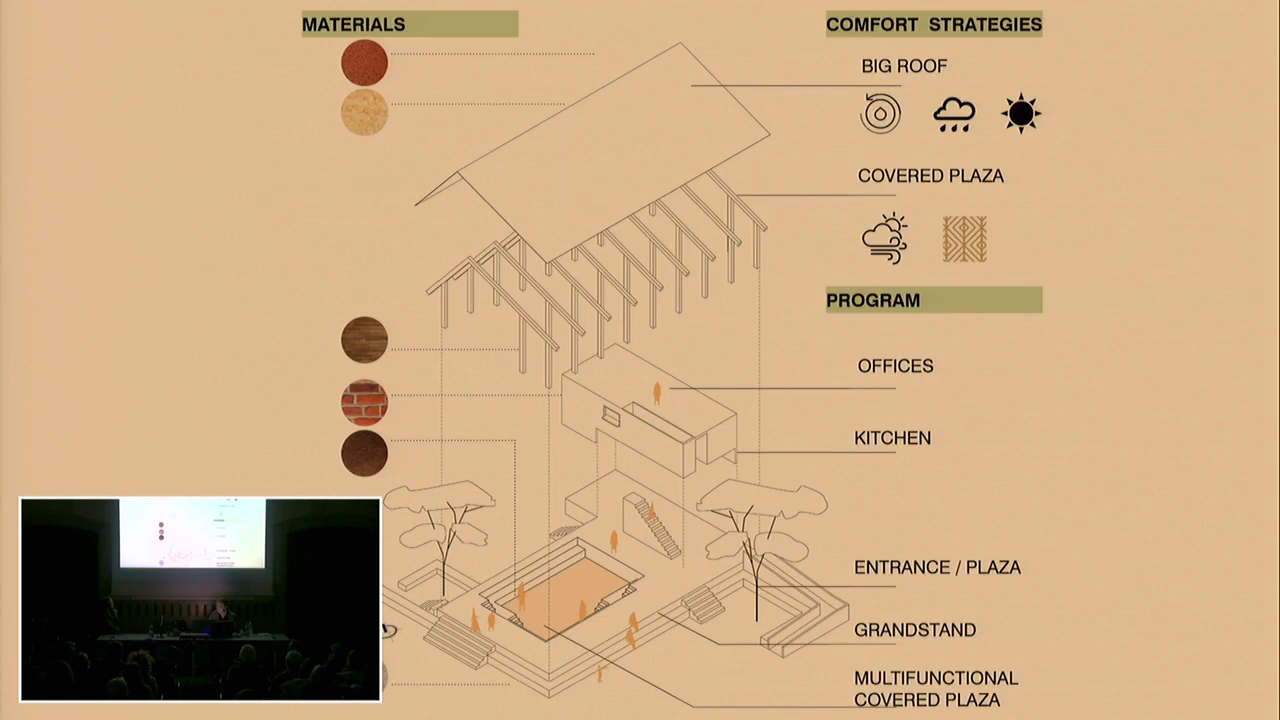 MATERIALS
COMFORT STRATEGIES
BIG ROOF
COVERED PLAZA
PROGRAM
OFFICES
KITCHEN
ENTRANCE / PLAZA
GRANDSTAND
MULTIFUNCTIONAL
COVERED PLAZA